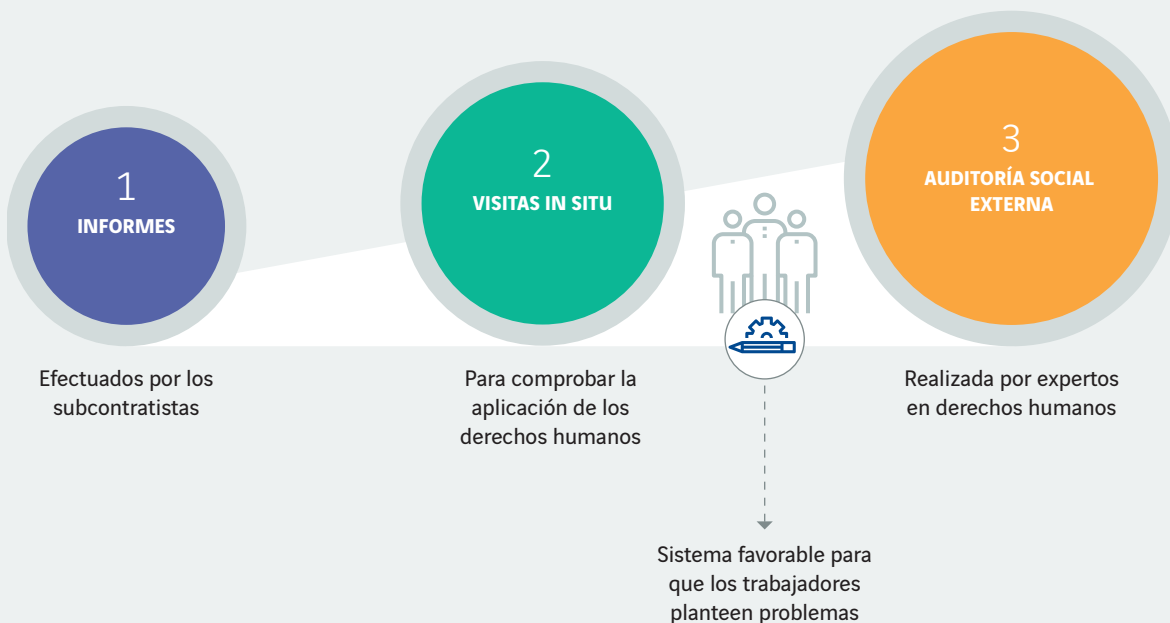 1
INFORMES
Efectuados por los
subcontratistas
2
VISITAS IN SITU
Para comprobar la
aplicación de los
derechos humanos
Sistema favorable para
que los trabajadores
planteen problemas
3
AUDITORÍA SOCIAL
EXTERNA
Realizada por expertos
en derechos humanos